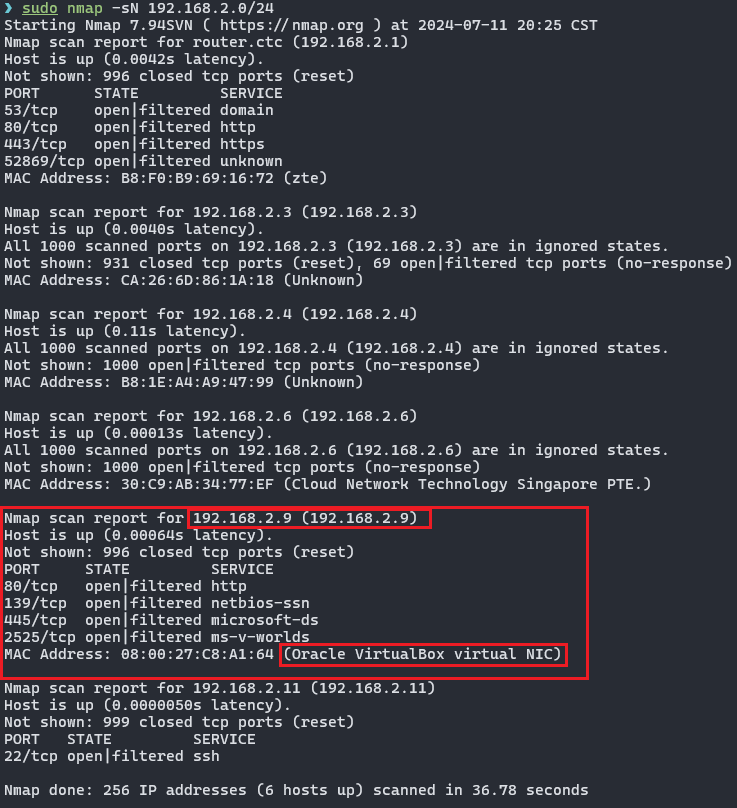 ❯ sudo nmap -sN 192.168.2.0/24
Starting Nmap 7.94SVN ( https://nmap.org ) at 2024-07-11 20:25 CST
Nmap scan report for router.ctc (192.168.2.1)
Host is up (0.0042s latency).
Not shown: 996 closed tcp ports (reset)
PORT      STATE         SERVICE
53/tcp    open|filtered domain
80/tcp    open|filtered http
443/tcp   open|filtered https
52869/tcp open|filtered unknown
MAC Address: B8:F0:B9:69:16:72 (zte)

Nmap scan report for 192.168.2.3 (192.168.2.3)
Host is up (0.0040s latency).
All 1000 scanned ports on 192.168.2.3 (192.168.2.3) are in ignored states.
Not shown: 931 closed tcp ports (reset), 69 open|filtered tcp ports (no-response)
MAC Address: CA:26:6D:86:1A:18 (Unknown)

Nmap scan report for 192.168.2.4 (192.168.2.4)
Host is up (0.11s latency).
All 1000 scanned ports on 192.168.2.4 (192.168.2.4) are in ignored states.
Not shown: 1000 open|filtered tcp ports (no-response)
MAC Address: B8:1E:A4:A9:47:99 (Unknown)

Nmap scan report for 192.168.2.6 (192.168.2.6)
Host is up (0.00013s latency).
All 1000 scanned ports on 192.168.2.6 (192.168.2.6) are in ignored states.
Not shown: 1000 open|filtered tcp ports (no-response)
MAC Address: 30:C9:AB:34:77:EF (Cloud Network Technology Singapore PTE.)

Nmap scan report for 192.168.2.9 (192.168.2.9)
Host is up (0.00064s latency).
Not shown: 996 closed tcp ports (reset)
PORT     STATE         SERVICE
80/tcp   open|filtered http
139/tcp  open|filtered netbios-ssn
445/tcp  open|filtered microsoft-ds
2525/tcp open|filtered ms-v-worlds
MAC Address: 08:00:27:C8:A1:64 (Oracle VirtualBox virtual NIC)

Nmap scan report for 192.168.2.11 (192.168.2.11)
Host is up (0.0000050s latency).
Not shown: 999 closed tcp ports (reset)
PORT   STATE         SERVICE
22/tcp open|filtered ssh

Nmap done: 256 IP addresses (6 hosts up) scanned in 36.78 seconds